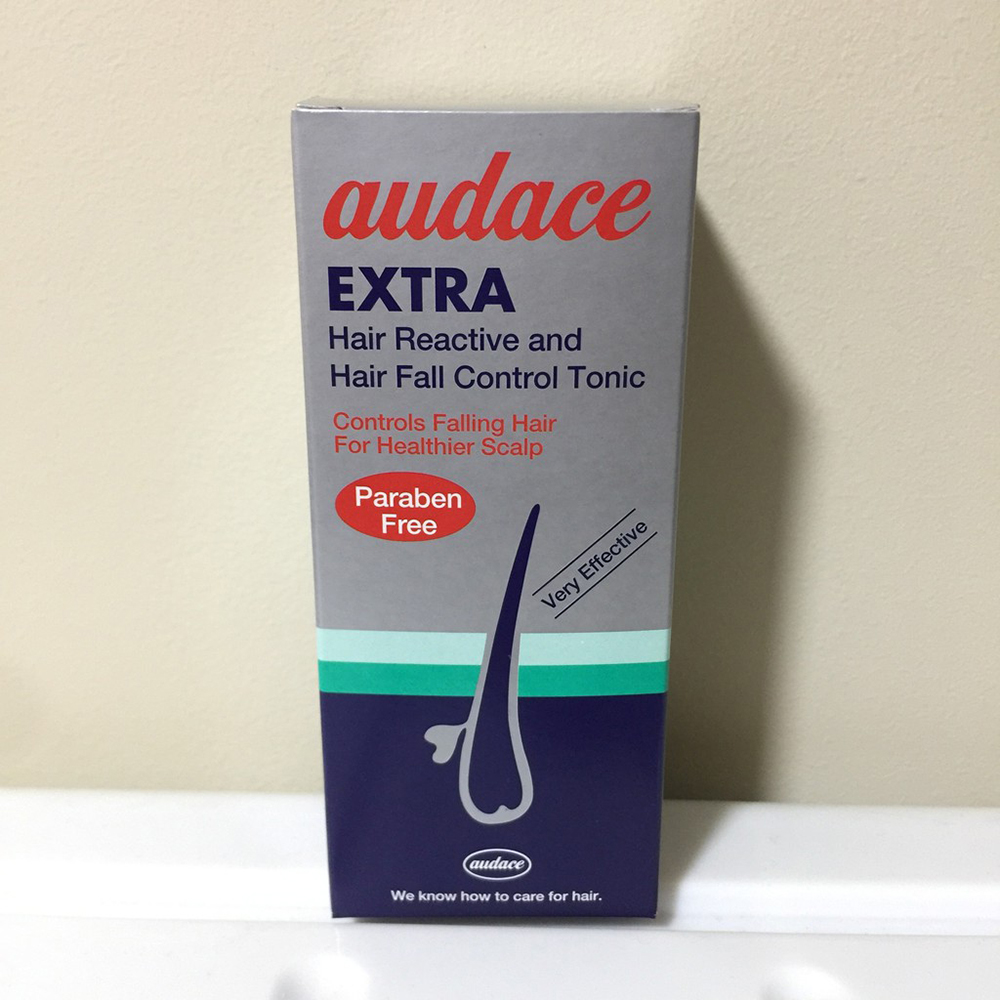 audace
EXTRA
Hair Reactive and
Hair Fall Control Tonic
Controls Falling Hair
For Healthier Scalp
Paraben
Free
Very Effective
audace
We know how to care for hair.